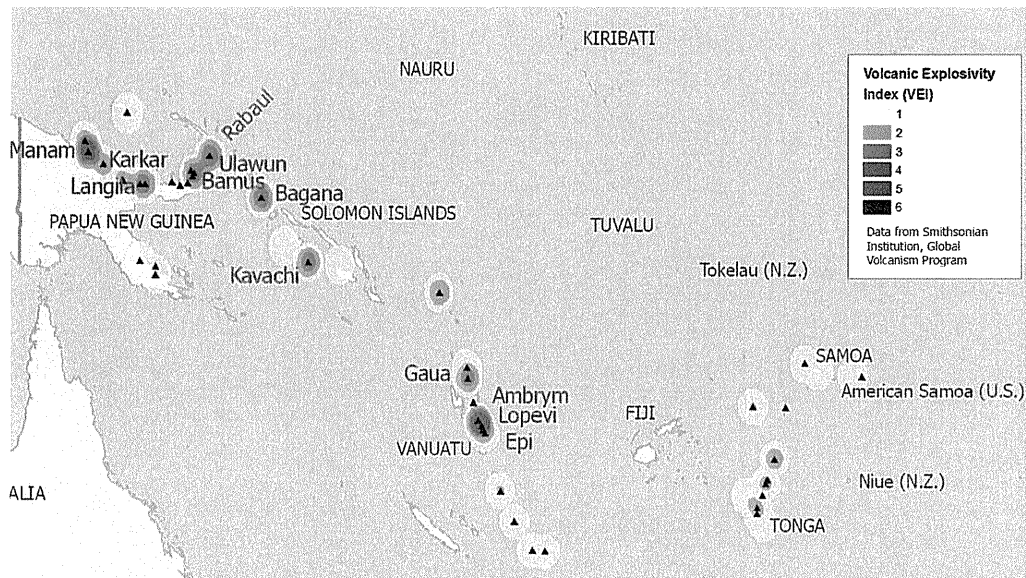 KIRIBATI
NAURU
Rabaul
Manam
Karkar
Ulawun
Langila
Bamus
Bagana
PAPUA NEW GUINEA
SOLOMON ISLANDS
Kavachi
TUVALU
Tokelau (N.Z.)
Gaua
Ambrym
Lopevi
Epi
VANUATU
FIJI
SAMOA
American Samoa (U.S.)
Niue (N.Z.)
TONGA
ALIA
Volcanic Explosivity
Index (VEI)
1
2
3
4
5
6
Data from Smithsonian
Institution, Global
Volcanism Program